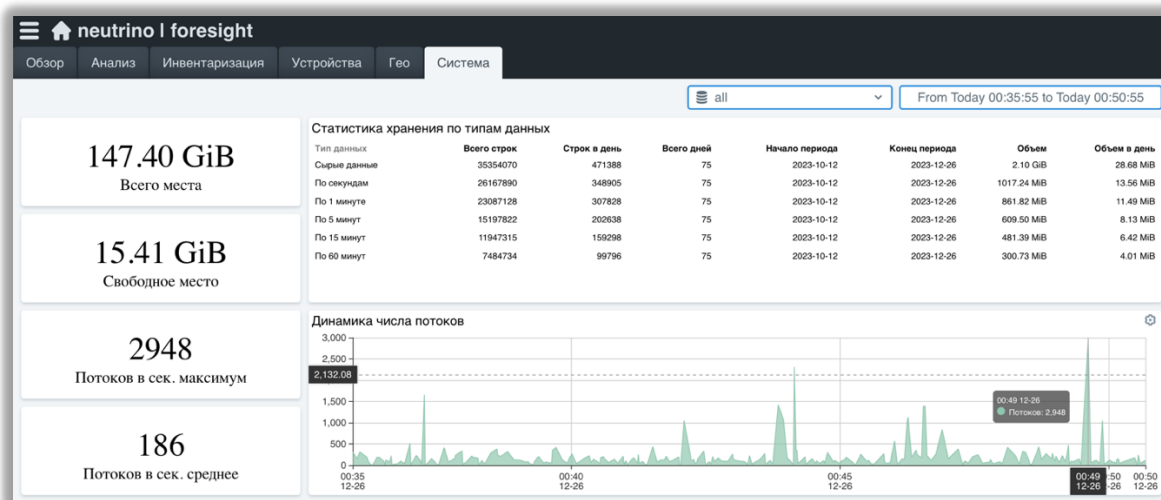 neutrino | foresight
Обзор Анализ Инвентаризация Устройства Гео Система
all From Today 00:35:55 to Today 00:50:55
147.40 GiB
Всего места
15.41 GiB
Свободное место
2948
Потоков в сек. максимум
186
Потоков в сек. среднее
Статистика хранения по типам данных
Тип данных Всего строк Строк в день Всего дней Начало периода Конец периода Объем Объем в день
Сырые данные 35354070 471388 75 2023-10-12 2023-12-26 2.10 GiB 28.68 MiB
По секундам 26167890 348905 75 2023-10-12 2023-12-26 1017.24 MiB 13.56 MiB
По 1 минуте 23087128 307828 75 2023-10-12 2023-12-26 861.82 MiB 11.49 MiB
По 5 минут 15197822 202638 75 2023-10-12 2023-12-26 609.50 MiB 8.13 MiB
По 15 минут 11947315 159298 75 2023-10-12 2023-12-26 481.39 MiB 6.42 MiB
По 60 минут 7484734 99796 75 2023-10-12 2023-12-26 300.73 MiB 4.01 MiB
Динамика числа потоков
3,000
2,500
2,132.08
1,500
1,000
500
0
00:49 12-26
Потоков: 2,948
00:35 00:40 00:45 00:49 :50 00:50
12-26 12-26 12-26 12-26 -26 12-26